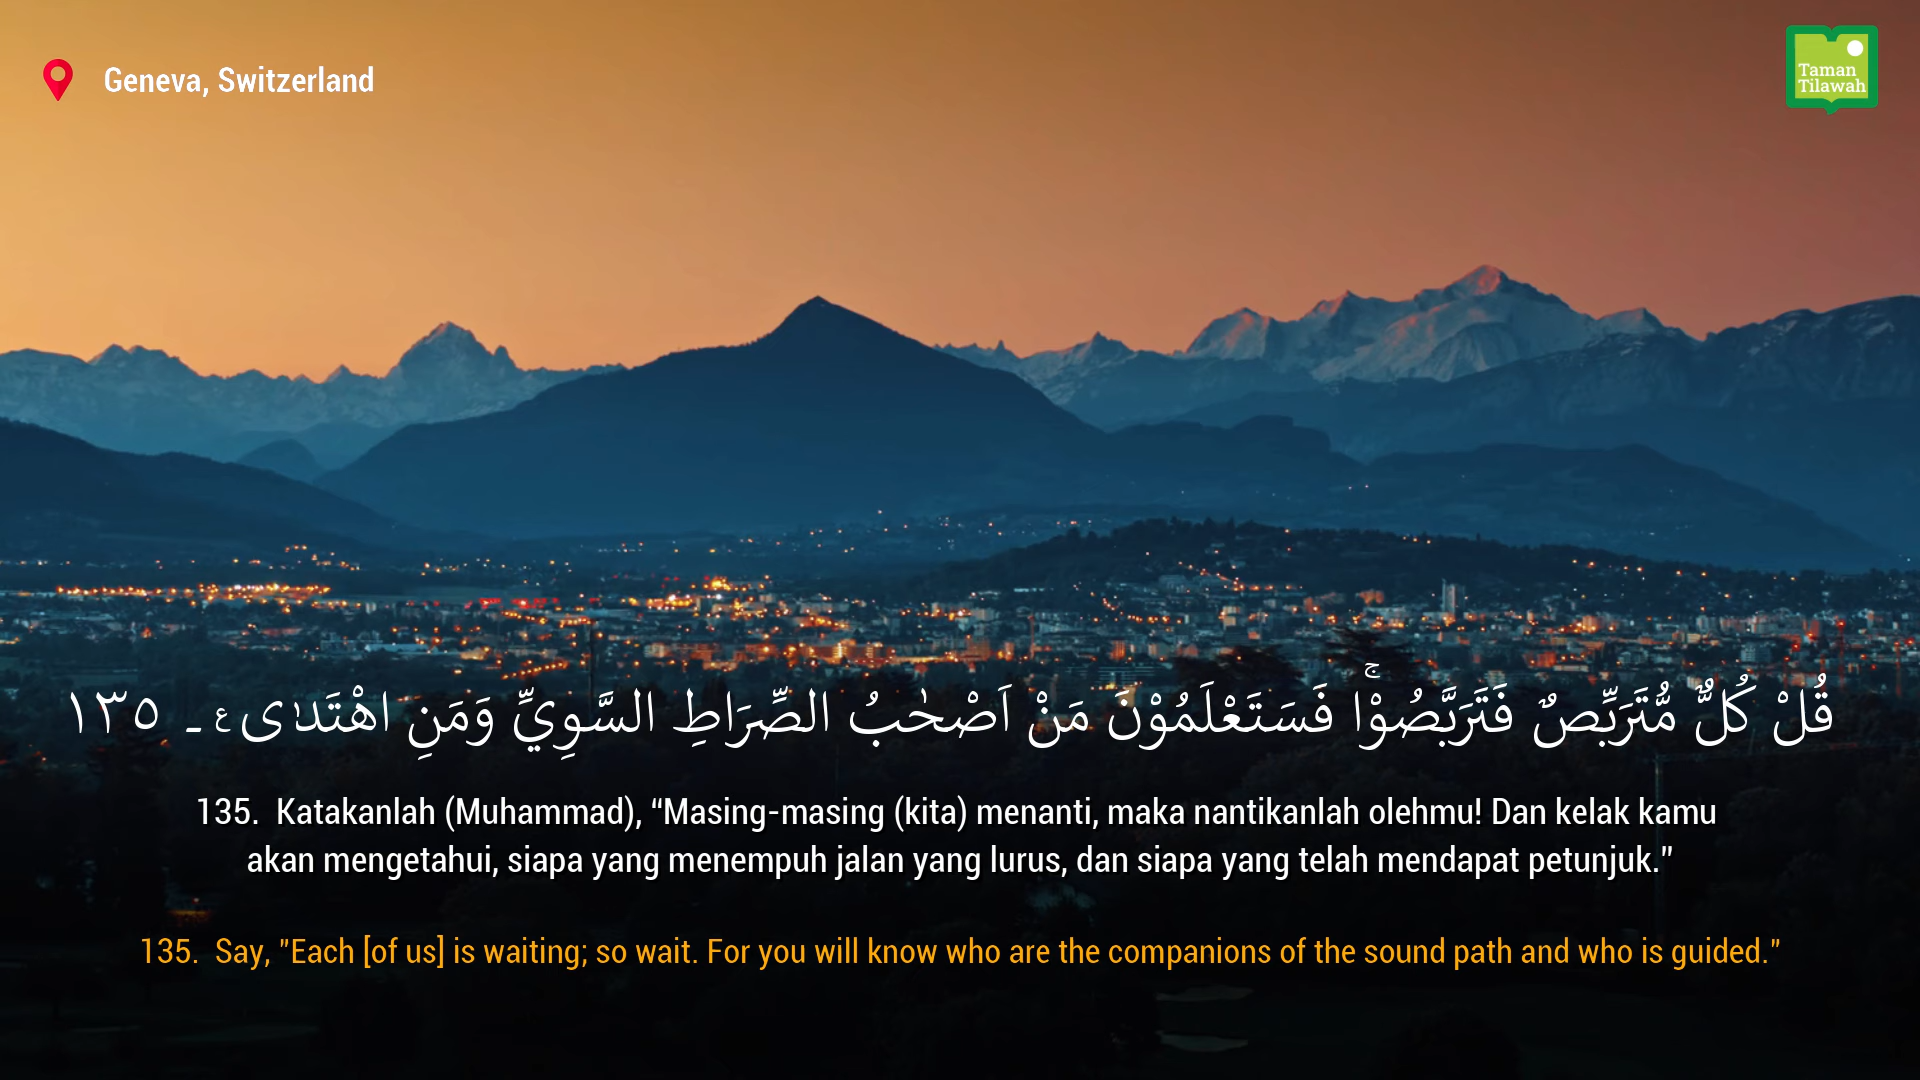 Geneva, Switzerland
Taman
Tilawah
قُلْ كُلٌّ مُّتَرَبِّصٌ فَتَرَبَّصُوْاۚ فَسَتَعْلَمُوْنَ مَنْ اَصْحٰبُ الصِّرَاطِ السَّوِيِّ وَمَنِ اهْتَدٰى ࣖ ـ ١٣٥
135. Katakanlah (Muhammad), “Masing-masing (kita) menanti, maka nantikanlah olehmu! Dan kelak kamu
akan mengetahui, siapa yang menempuh jalan yang lurus, dan siapa yang telah mendapat petunjuk.”
135. Say, "Each [of us] is waiting; so wait. For you will know who are the companions of the sound path and who is guided."